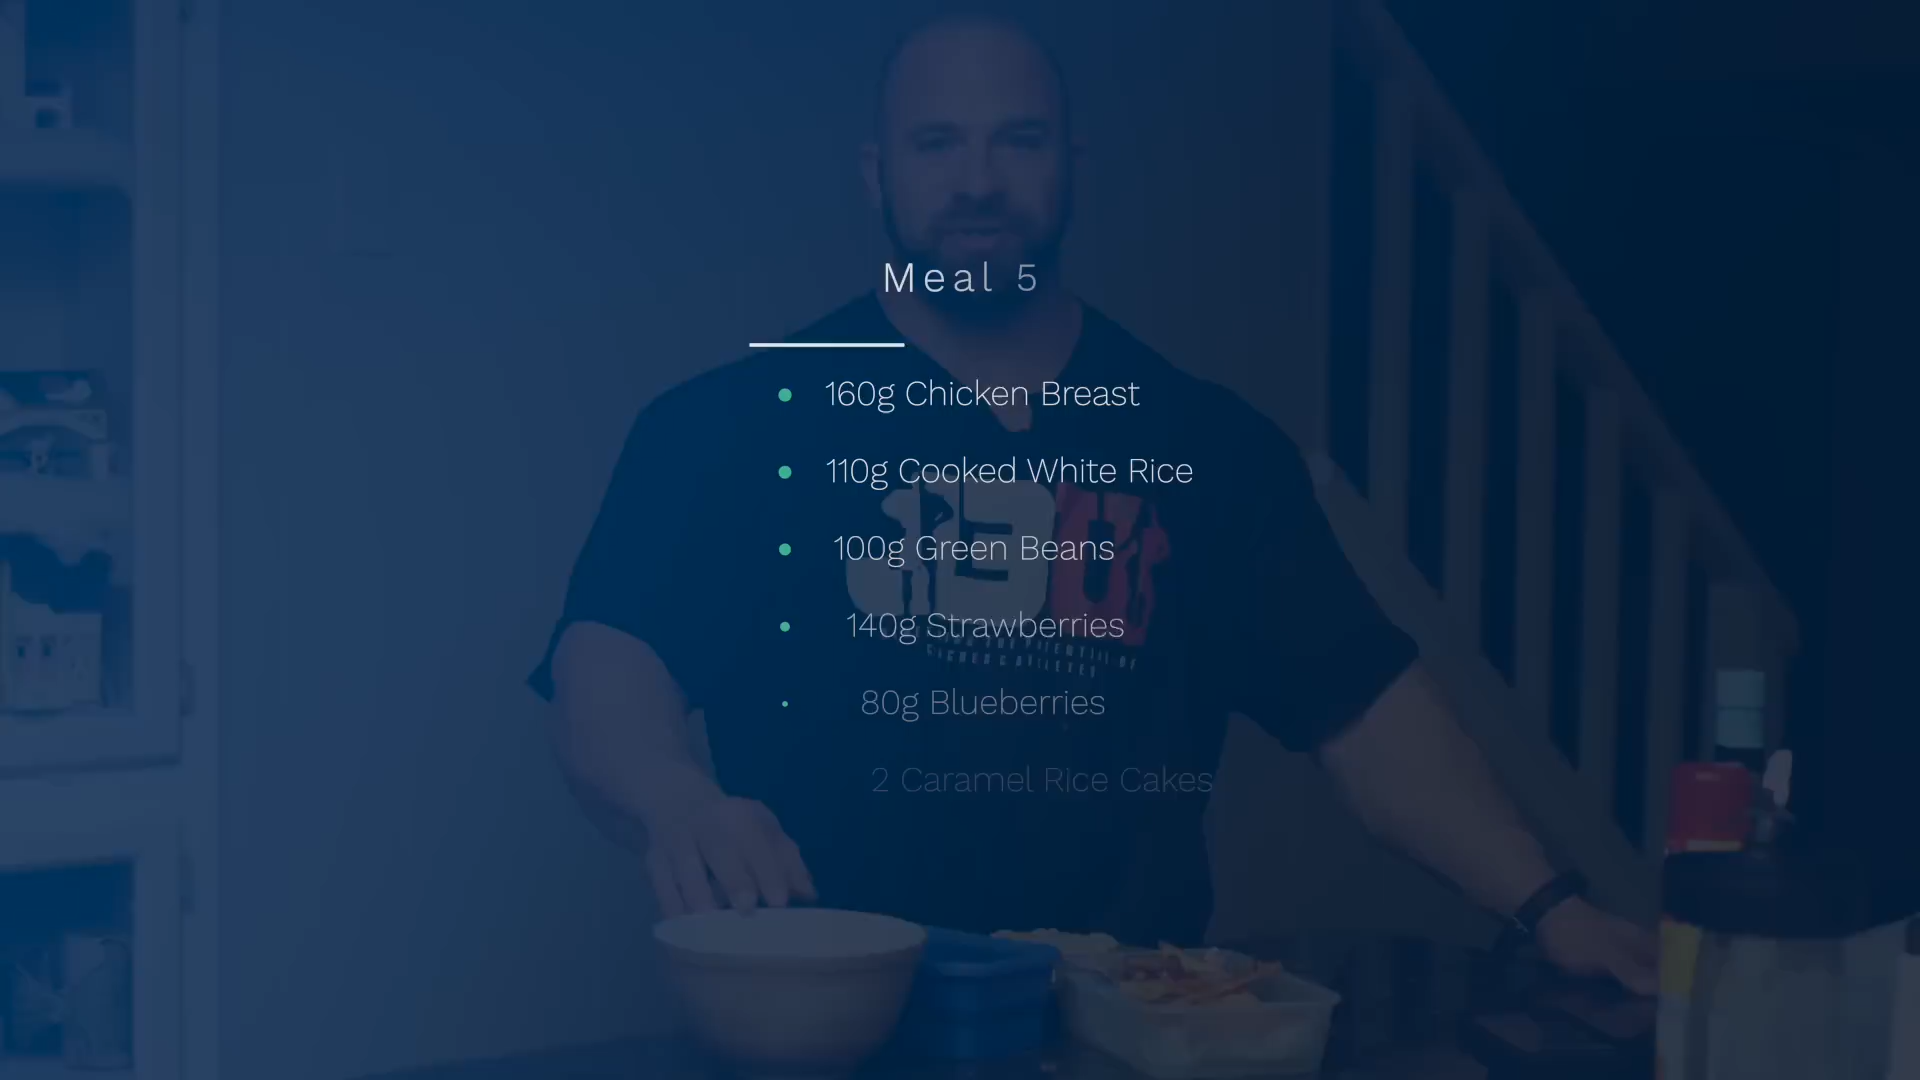 Meal 5
160g Chicken Breast
110g Cooked White Rice
100g Green Beans
140g Strawberries
80g Blueberries
2 Caramel Rice Cakes